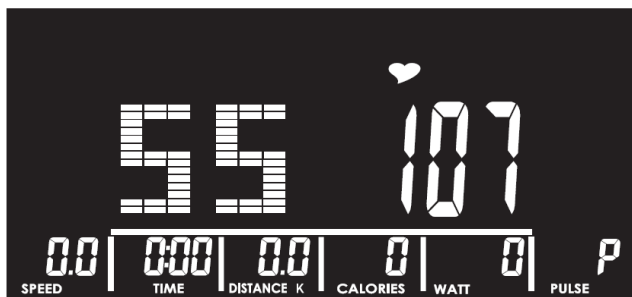 55 107
0.0 0:00 0.0 0 0 P
SPEED TIME DISTANCE K CALORIES WATT PULSE